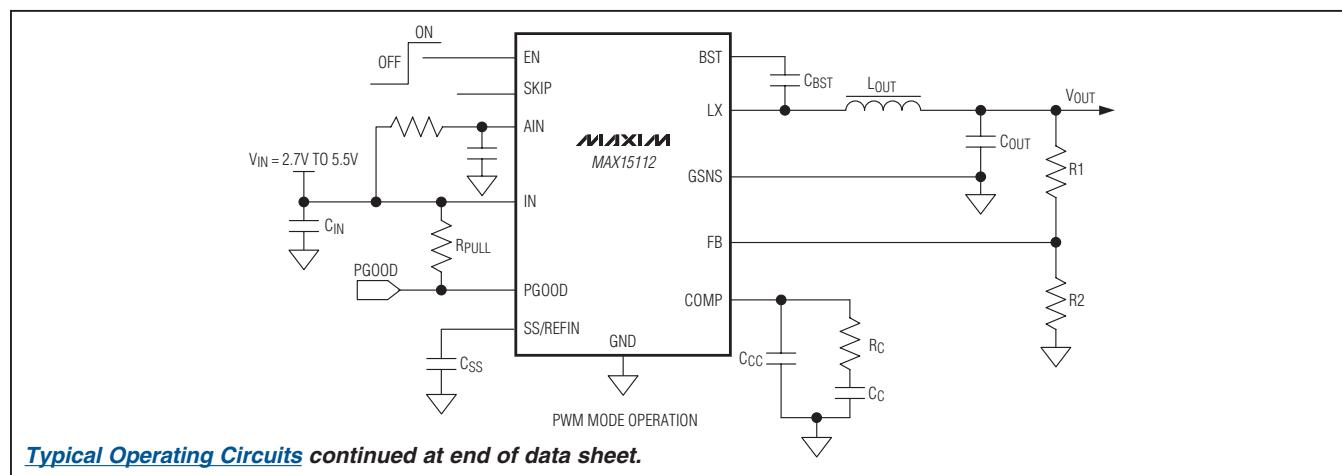 ON
OFF
EN
SKIP
AIN
VIN = 2.7V TO 5.5V
IN
CIN
RPULL
PGOOD
PGOOD
SS/REFIN
CSS
MAXIM
MAX15112
GND
BST
CBST
LOUT
LX
VOUT
COUT
GSNS
R1
FB
R2
COMP
CCC
RC
CC
PWM MODE OPERATION
Typical Operating Circuits continued at end of data sheet.